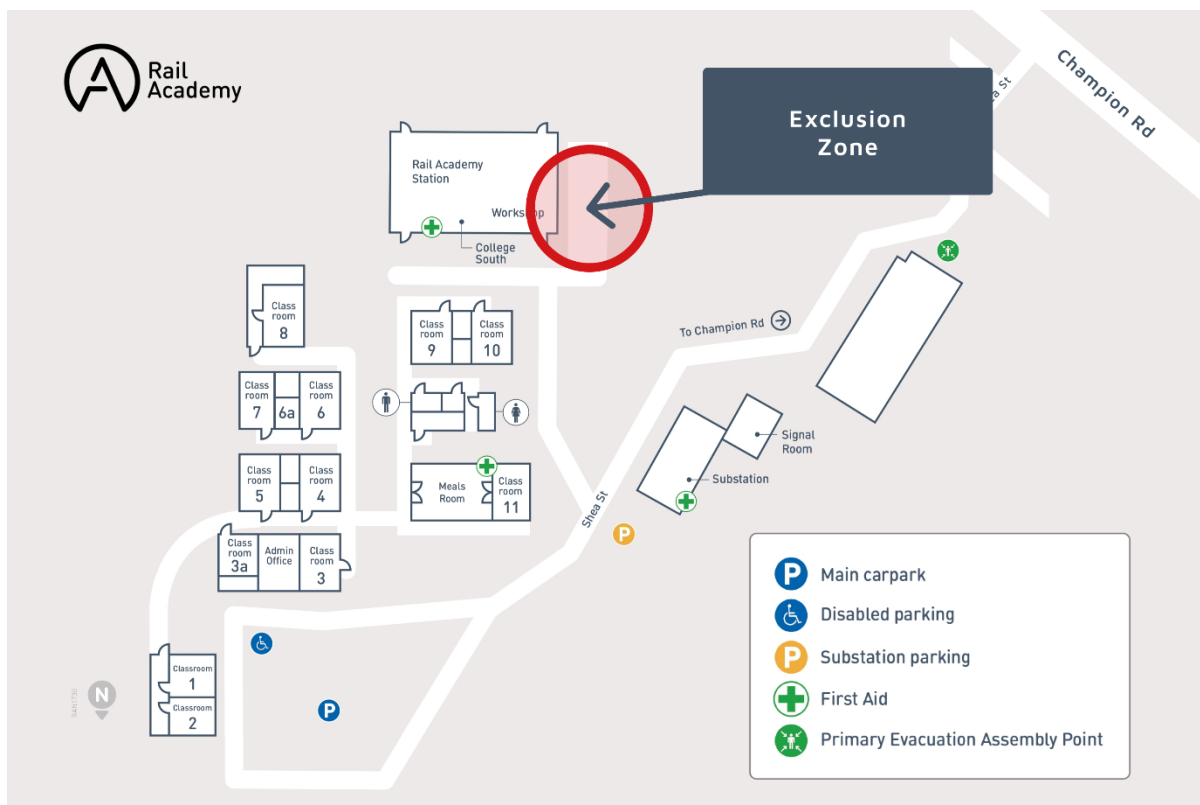 Rail
Academy
Exclusion
Zone
ea St
Champion Rd
Rail Academy
Station
Workshop
College
South
Class
room
8
Class
room
9
Class
room
10
To Champion Rd
Class
room
7
6a
Class
room
6
Signal
Room
Substation
Class
room
5
Class
room
4
Meals
Room
Class
room
11
Shea St
P
Class
room
3a
Admin
Office
Class
room
3
Classroom
1
Classroom
2
N
P
P Main carpark
Disabled parking
P Substation parking
First Aid
Primary Evacuation Assembly Point